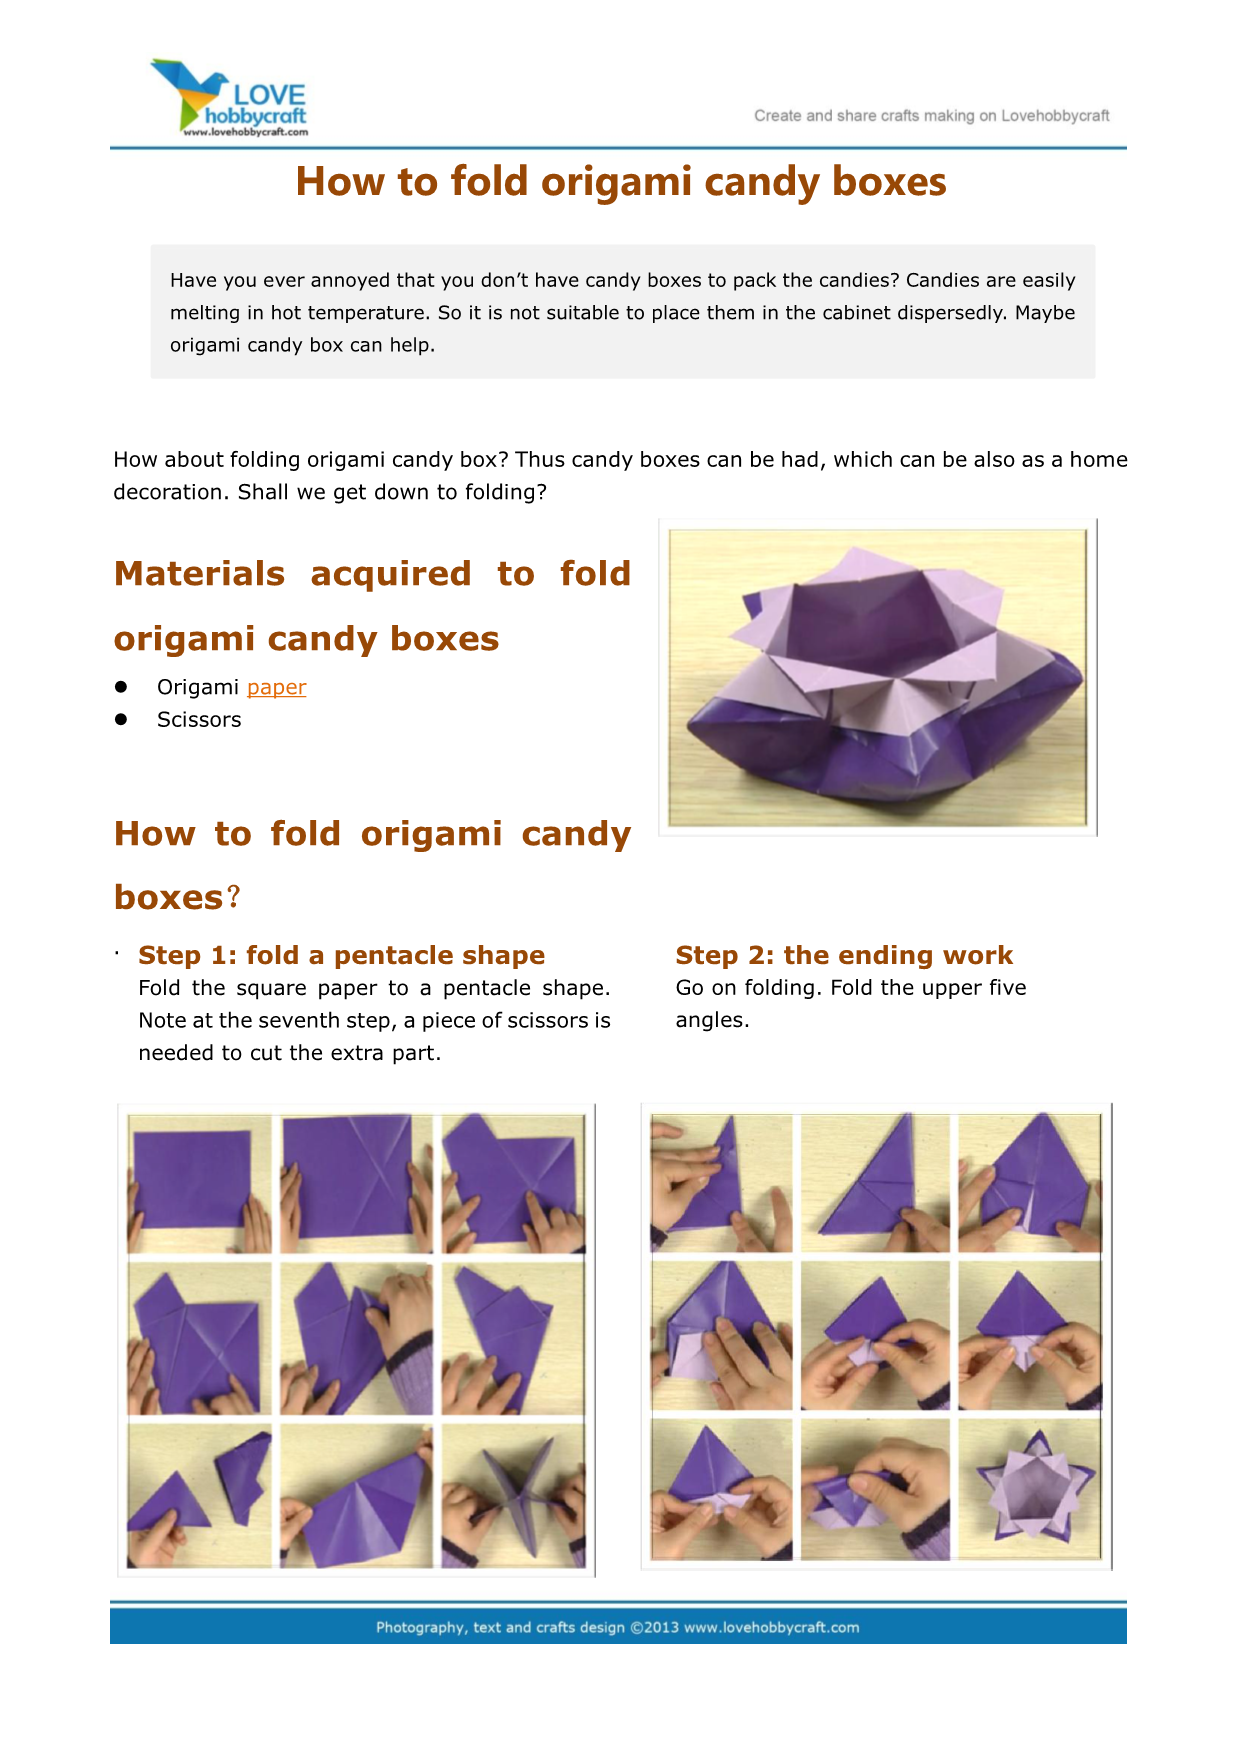 LOVE
hobbycraft
www.lovehobbycraft.com
Create and share crafts making on Lovehobbycraft
How to fold origami candy boxes
Have you ever annoyed that you don’t have candy boxes to pack the candies? Candies are easily
melting in hot temperature. So it is not suitable to place them in the cabinet dispersedly. Maybe
origami candy box can help.
How about folding origami candy box? Thus candy boxes can be had, which can be also as a home
decoration. Shall we get down to folding?
Materials acquired to fold
origami candy boxes
● Origami paper
● Scissors
How to fold origami candy
boxes？
· Step 1: fold a pentacle shape
Fold the square paper to a pentacle shape.
Note at the seventh step, a piece of scissors is
needed to cut the extra part.
Step 2: the ending work
Go on folding. Fold the upper five
angles.
Photography, text and crafts design ©2013 www.lovehobbycraft.com